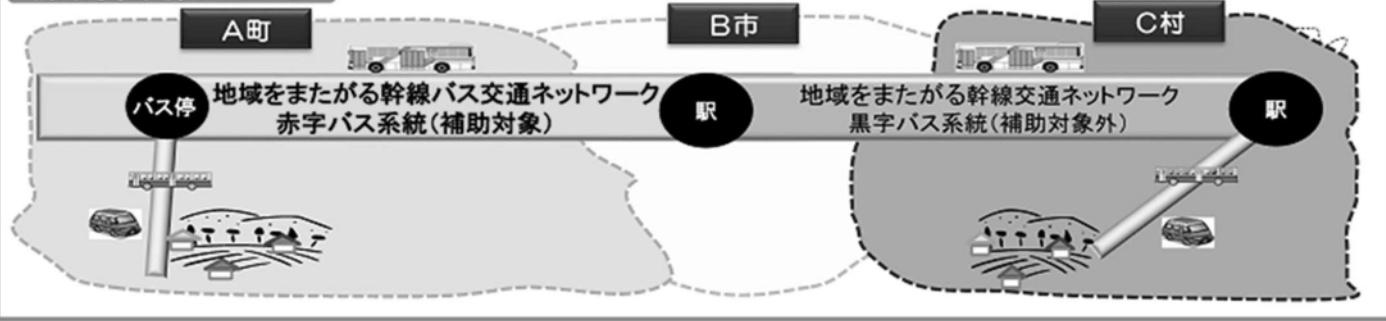 A町
B市
C村
バス停
地域をまたがる幹線バス交通ネットワーク
赤字バス系統(補助対象)
駅
地域をまたがる幹線交通ネットワーク
黒字バス系統(補助対象外)
駅